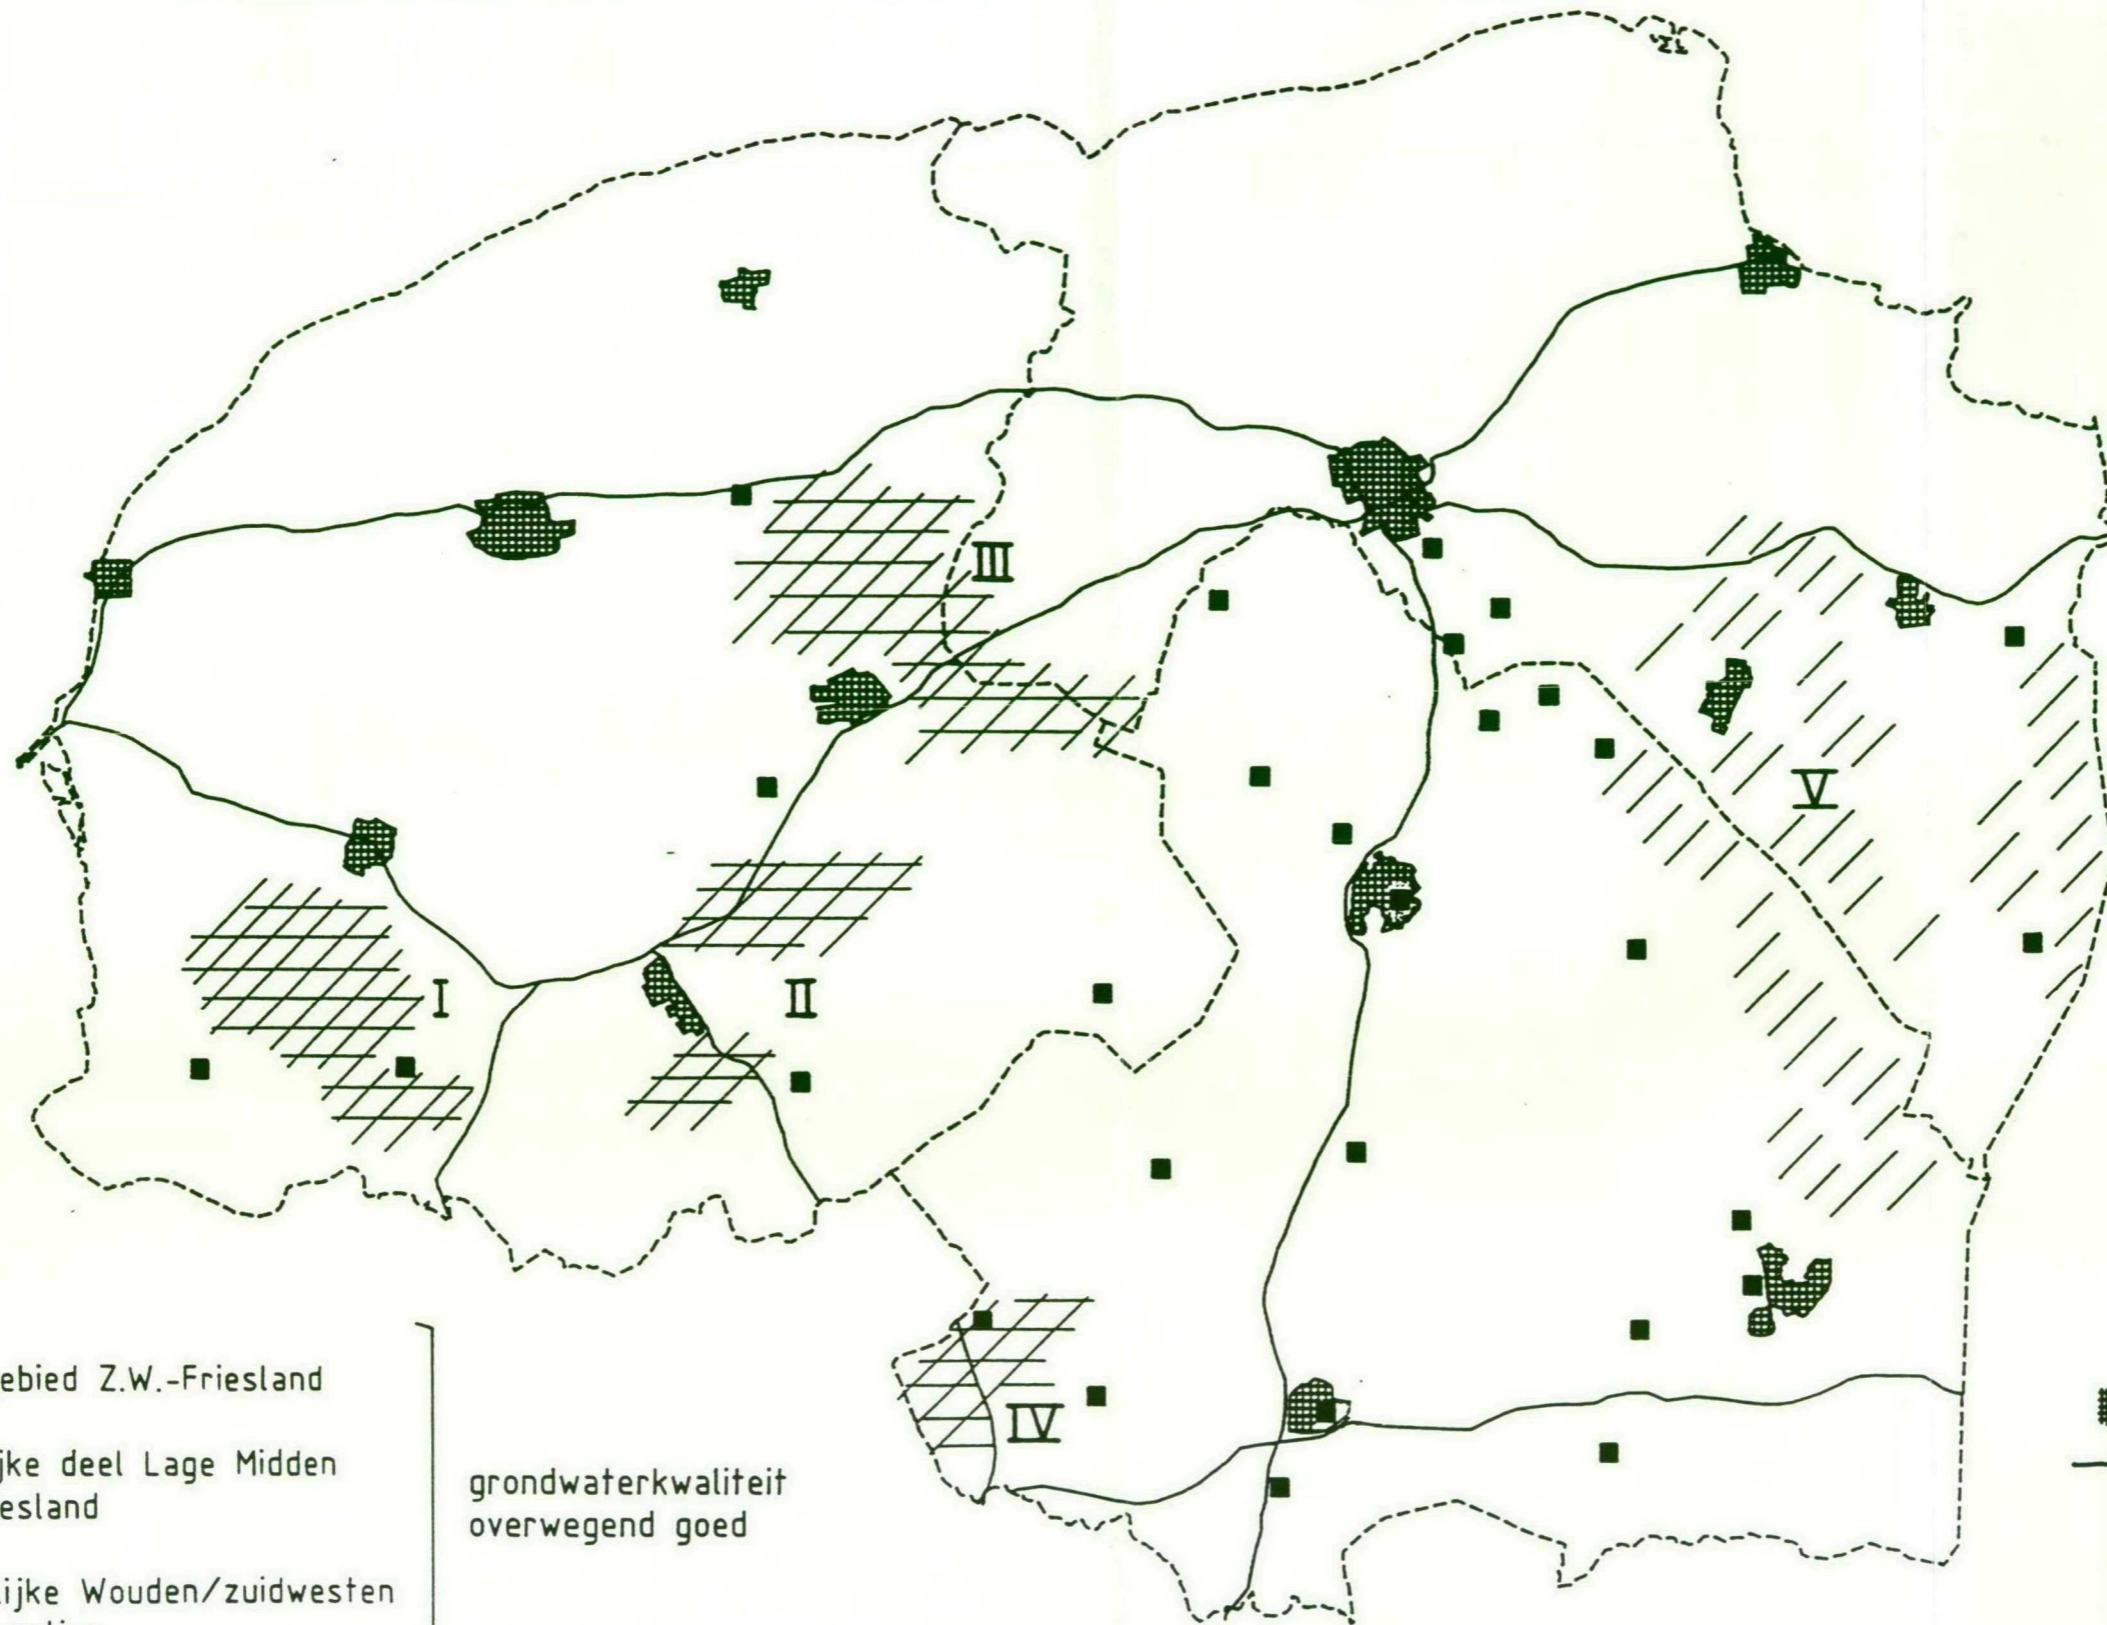 III
V
I
II
IV
ebied Z.W.-Friesland
jke deel Lage Midden
esland
grondwaterkwaliteit
overwegend goed
ijke Wouden/zuidwesten